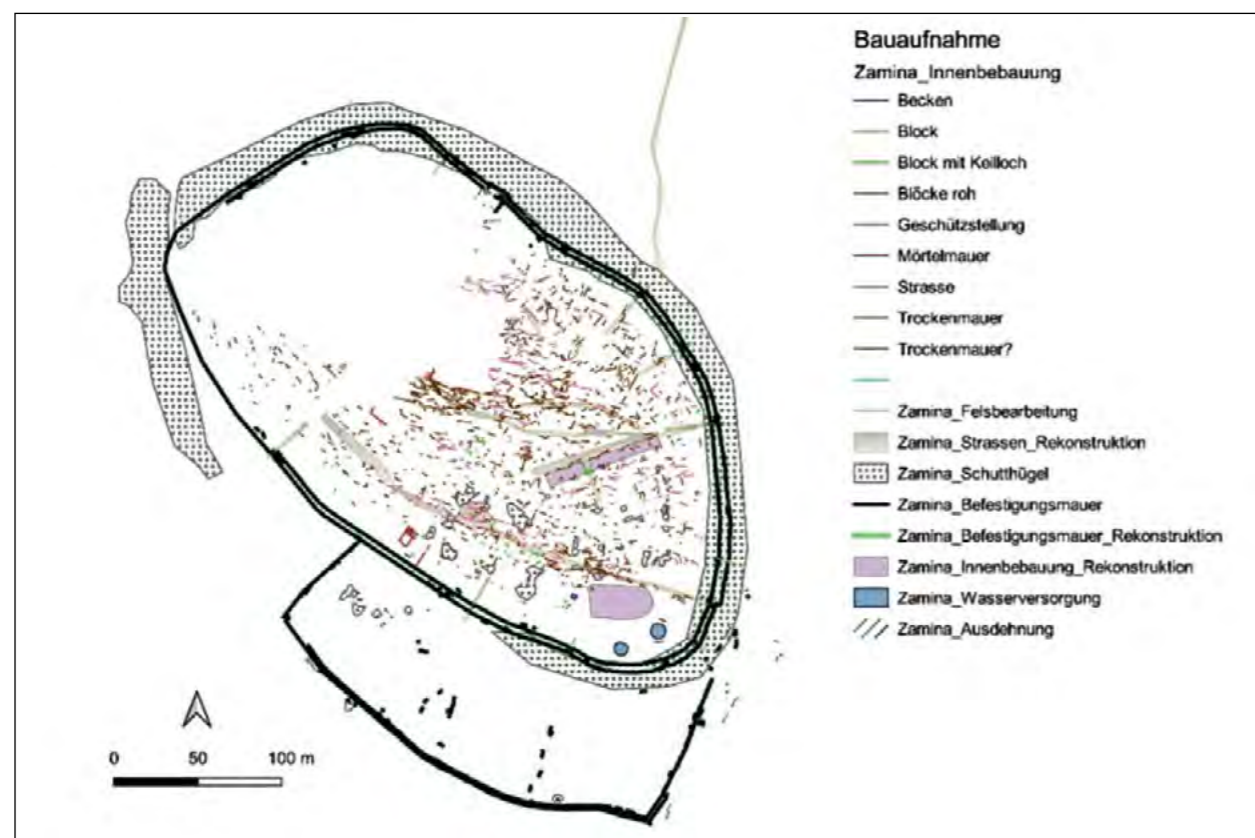 Bauaufnahme
Zamina_Innenbebauung
Becken
Block
Block mit Keilloch
Blöcke roh
Geschützstellung
Mörtelmauer
Strasse
Trockenmauer
Trockenmauer?
Zamina_Felsbearbeitung
Zamina_Strassen_Rekonstruktion
Zamina_Schutthügel
Zamina_Befestigungsmauer
Zamina_Befestigungsmauer_Rekonstruktion
Zamina_Innenbebauung_Rekonstruktion
Zamina_Wasserversorgung
Zamina_Ausdehnung
0 50 100 m